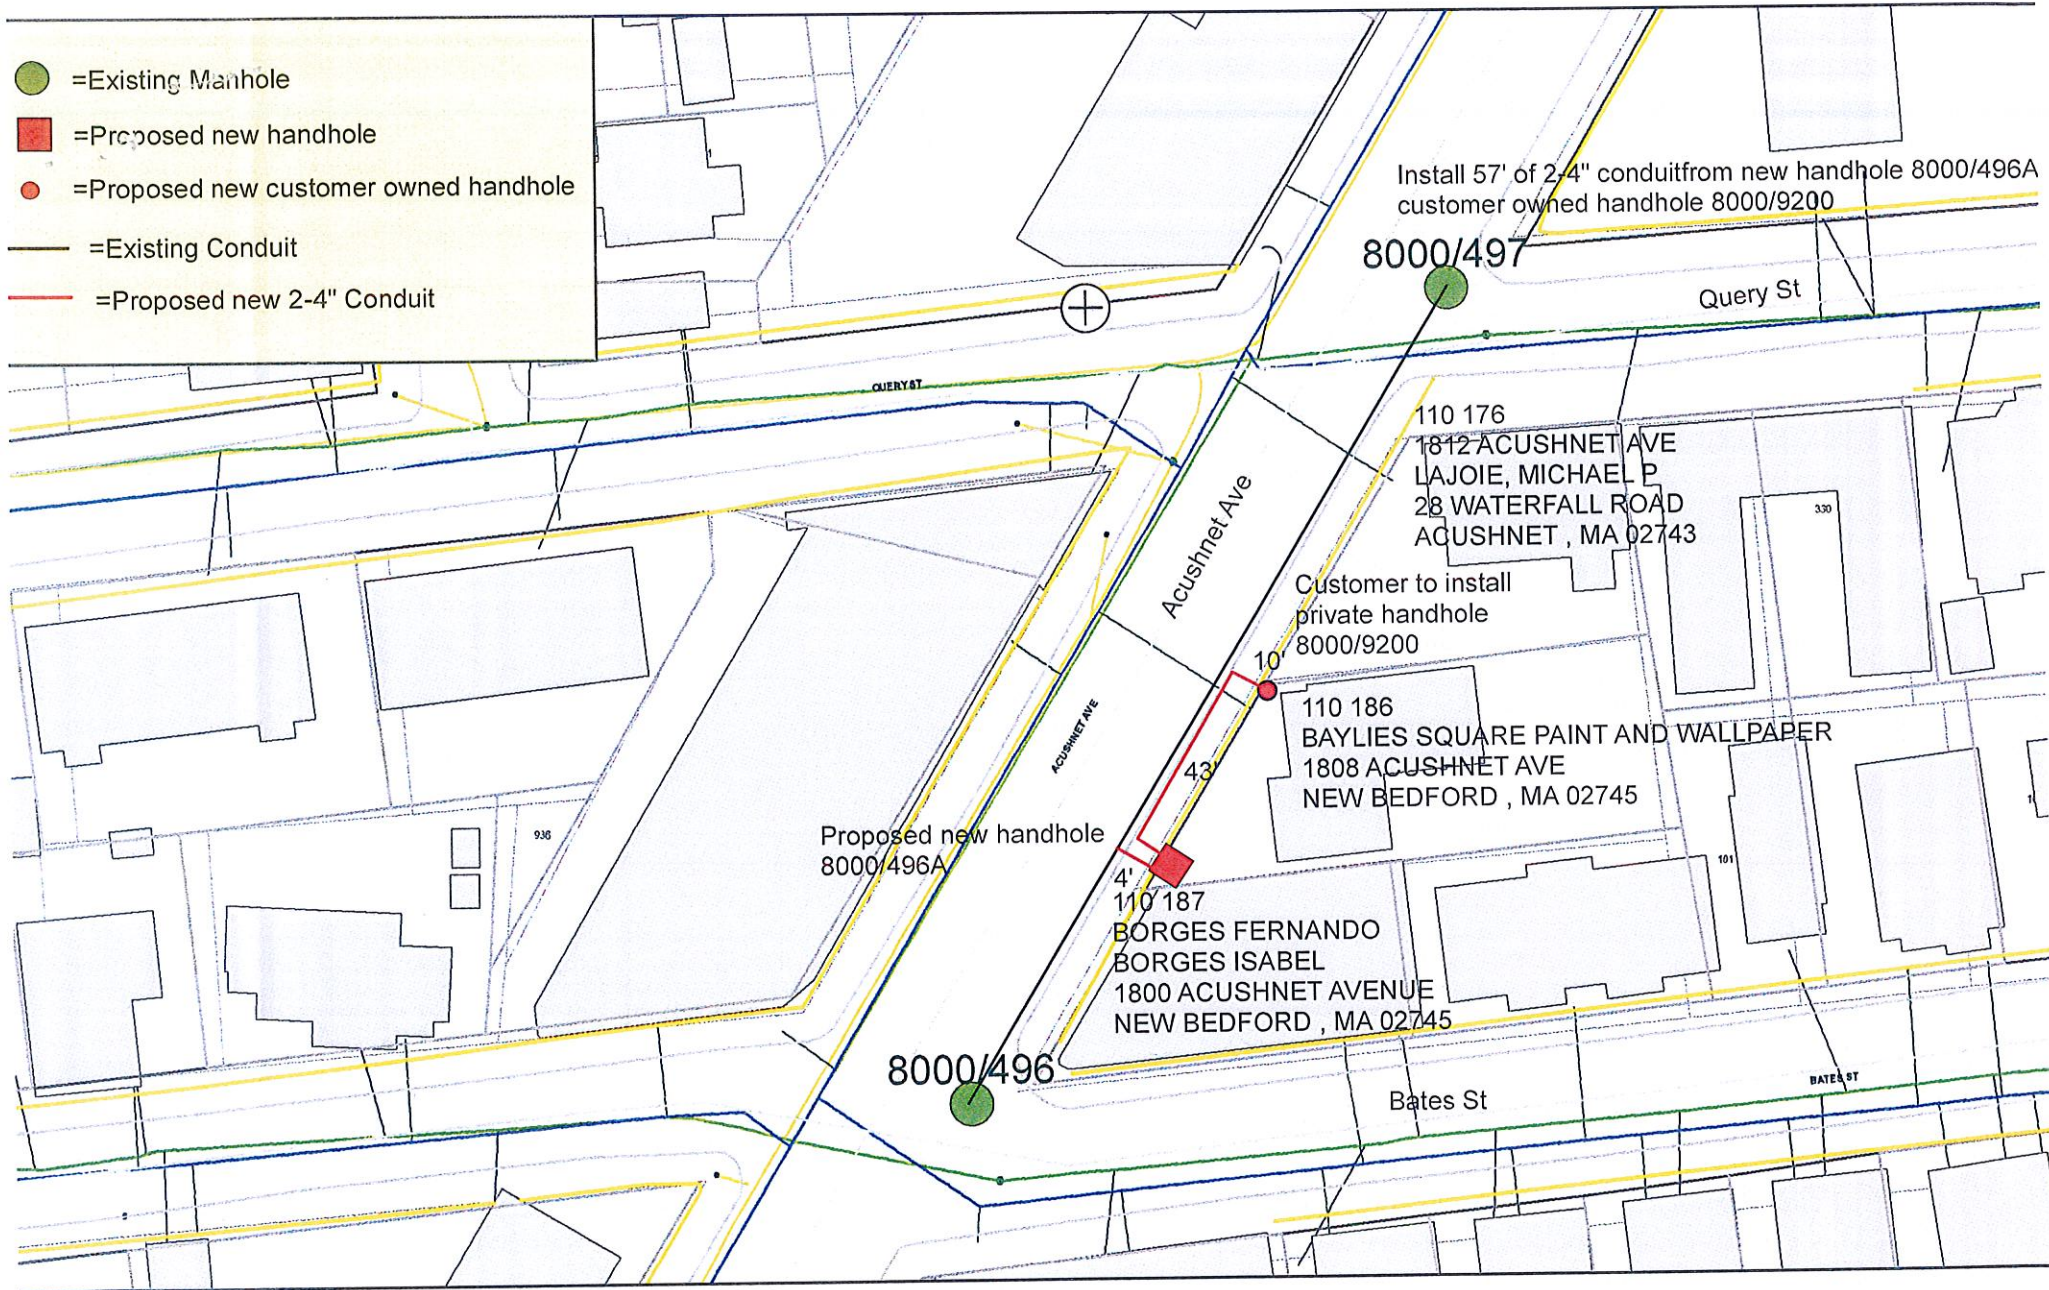 =Existing Manhole
=Proposed new handhole
=Proposed new customer owned handhole
=Existing Conduit
=Proposed new 2-4" Conduit
Install 57' of 2-4" conduitfrom new handhole 8000/496A
customer owned handhole 8000/9200
8000/497
Query St
QUERY ST
110 176
1812 ACUSHNET AVE
LAJOIE, MICHAEL P
28 WATERFALL ROAD
ACUSHNET , MA 02743
330
Acushnet Ave
Customer to install
private handhole
8000/9200
10'
110 186
BAYLIES SQUARE PAINT AND WALLPAPER
1808 ACUSHNET AVE
NEW BEDFORD , MA 02745
ACUSHNET AVE
43'
936
Proposed new handhole
8000/496A
101
4'
110 187
BORGES FERNANDO
BORGES ISABEL
1800 ACUSHNET AVENUE
NEW BEDFORD , MA 02745
8000/496
Bates St
BATES ST